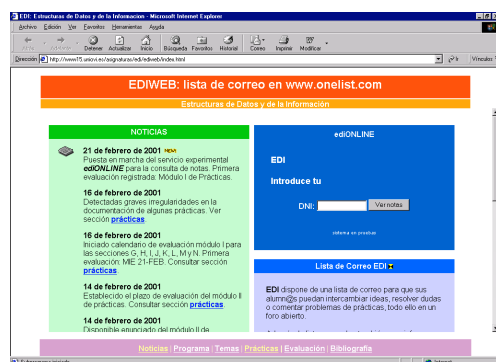 EDI: Estructuras de Datos y de la Informacion - Microsoft Internet Explorer
Archivo Edición Ver Favoritos Herramientas Ayuda
Detener Actualizar Inicio Búsqueda Favoritos Historial Correo Imprimir Modificar
Dirección http://www15.uniovi.es/asignaturas/edi/ediweb/index.html Ir Vínculos
EDIWEB: lista de correo en www.onelist.com
Estructuras de Datos y de la Información
NOTICIAS
21 de febrero de 2001 NEW
Puesta en marcha del servicio experimental
ediONLINE para la consulta de notas. Primera
evaluación registrada: Módulo I de Prácticas.
16 de febrero de 2001
Detectadas graves irregularidades en la
documentación de algunas prácticas. Ver
sección prácticas.
16 de febrero de 2001
Iniciado calendario de evaluación módulo I para
las secciones G, H, I, J, K, L, M y N. Primera
evaluación: MIE 21-FEB. Consultar sección
prácticas.
14 de febrero de 2001
Establecido el plazo de evaluación del módulo II
de prácticas. Consultar sección prácticas.
14 de febrero de 2001
Disponible enunciado del módulo II de
ediONLINE
EDI
Introduce tu
DNI: Ver notas
sistema en pruebas
Lista de Correo EDI
EDI dispone de una lista de correo para que sus
alumn@s puedan intercambiar ideas, resolver dudas
o comentar problemas de prácticas, todo ello en un
foro abierto.
Noticias | Programa | Temas | Prácticas | Evaluación | Bibliografía